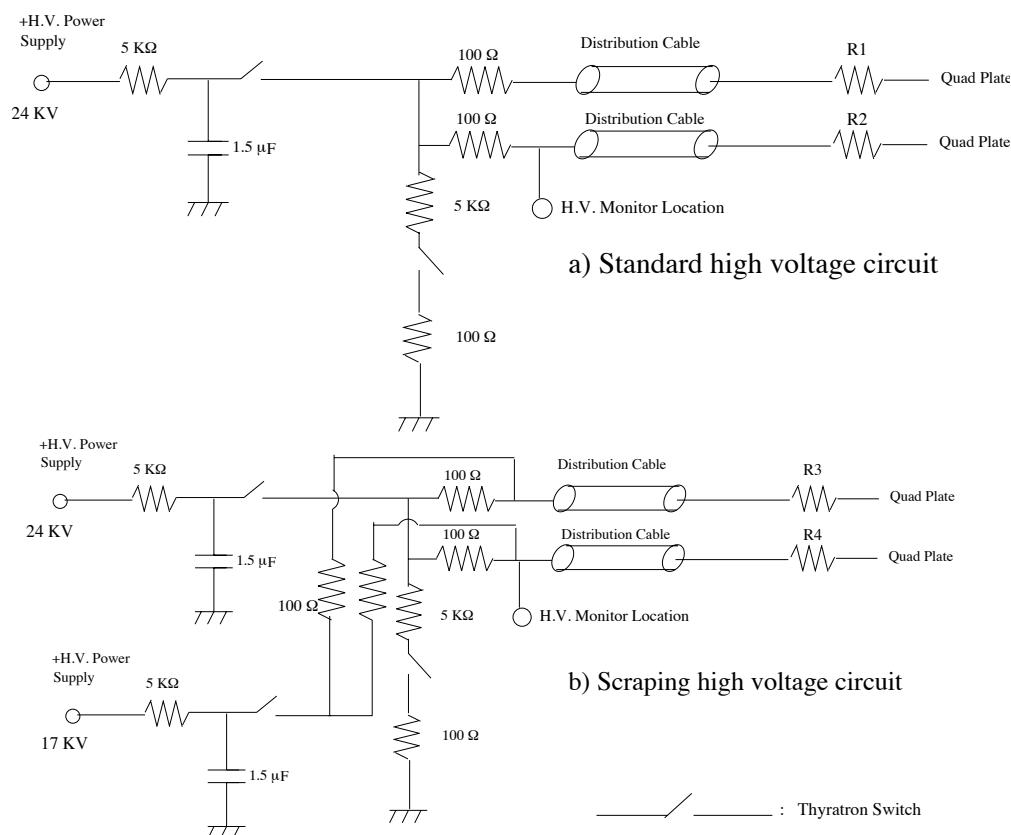 +H.V. Power
Supply
5 KΩ
24 KV
1.5 μF
100 Ω
Distribution Cable
R1
Quad Plate
100 Ω
Distribution Cable
R2
Quad Plate
5 KΩ
H.V. Monitor Location
a) Standard high voltage circuit
100 Ω
+H.V. Power
Supply
5 KΩ
24 KV
1.5 μF
100 Ω
Distribution Cable
R3
Quad Plate
100 Ω
Distribution Cable
R4
Quad Plate
100 Ω
5 KΩ
H.V. Monitor Location
+H.V. Power
Supply
5 KΩ
17 KV
1.5 μF
b) Scraping high voltage circuit
100 Ω
: Thyratron Switch